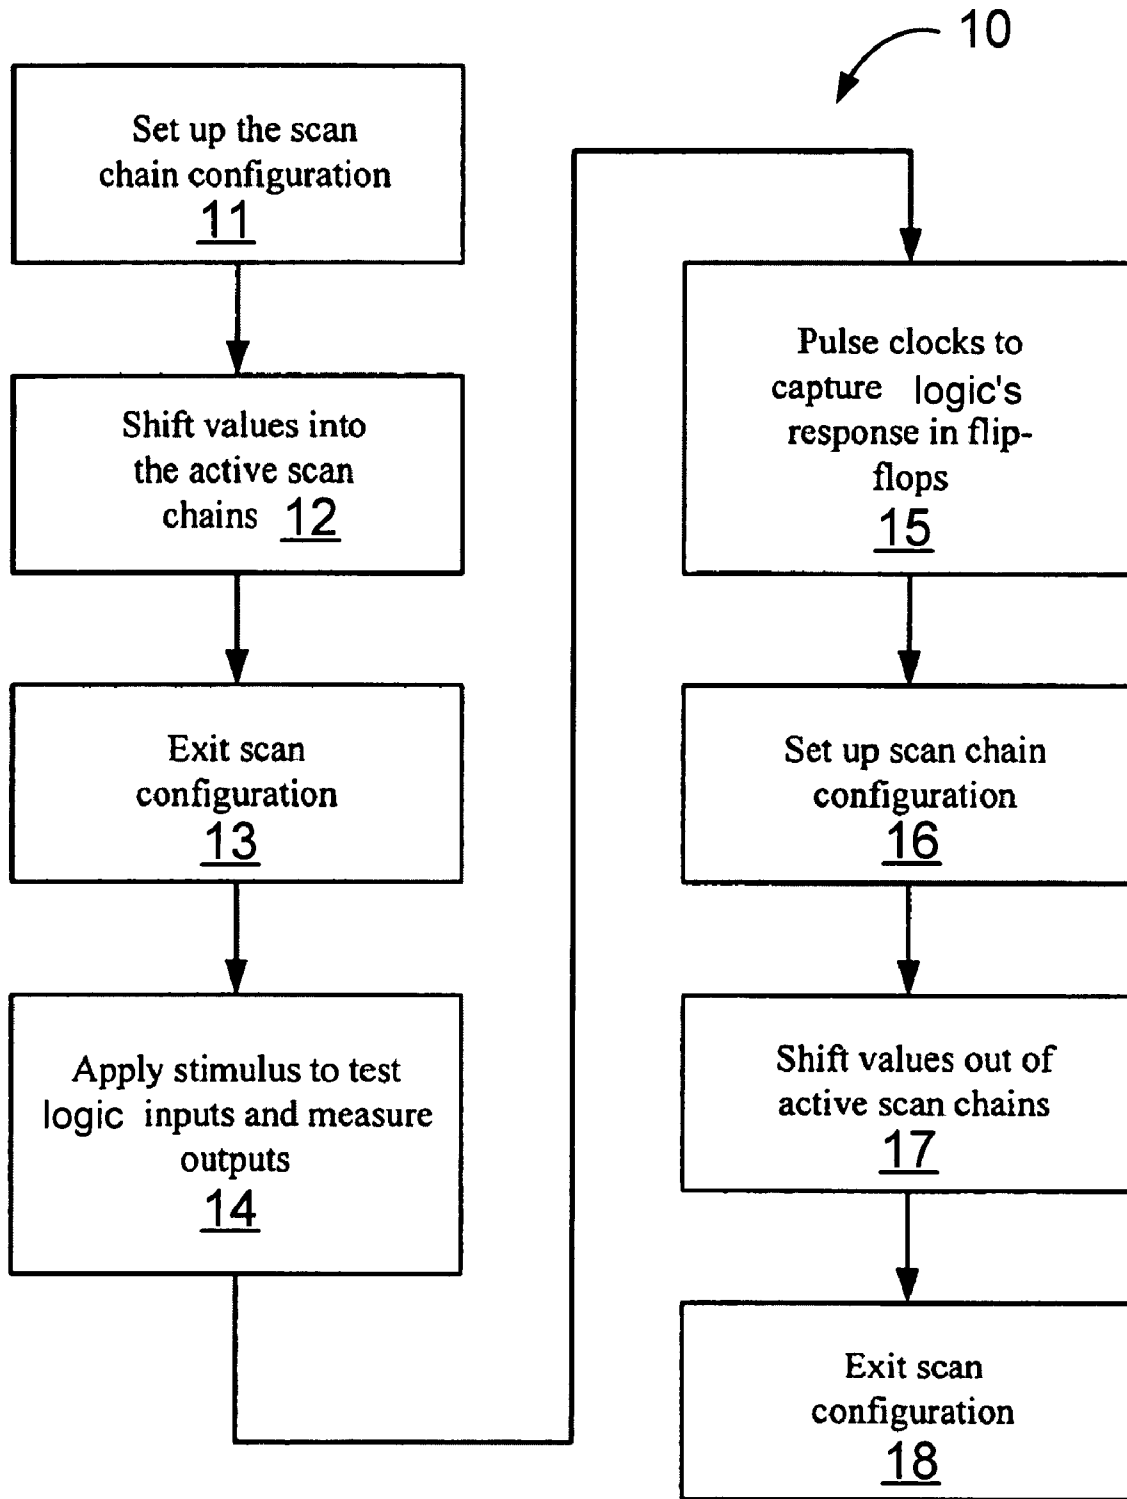 10
Set up the scan
chain configuration
11
Shift values into
the active scan
chains 12
Exit scan
configuration
13
Apply stimulus to test
logic inputs and measure
outputs
14
Pulse clocks to
capture logic's
response in flip-
flops
15
Set up scan chain
configuration
16
Shift values out of
active scan chains
17
Exit scan
configuration
18